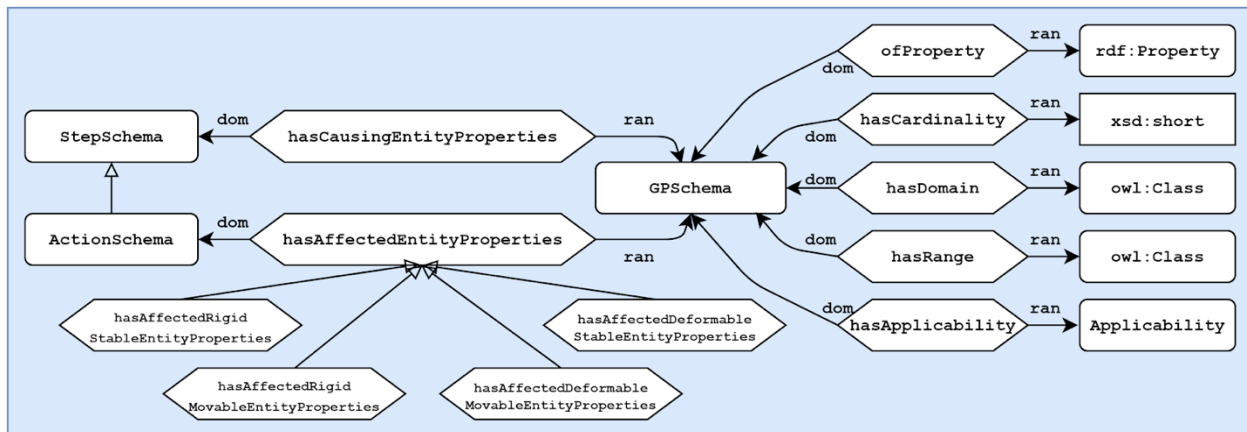 ran
ofProperty
rdf:Property
dom
ran
dom
ran
hasCardinality
xsd:short
StepSchema
hasCausingEntityProperties
dom
ran
GPSchema
dom
hasDomain
owl:Class
dom
ran
ActionSchema
hasAffectedEntityProperties
dom
ran
hasRange
owl:Class
hasAffectedRigid
StableEntityProperties
hasAffectedDeformable
StableEntityProperties
dom
ran
hasApplicability
Applicability
hasAffectedRigid
MovableEntityProperties
hasAffectedDeformable
MovableEntityProperties